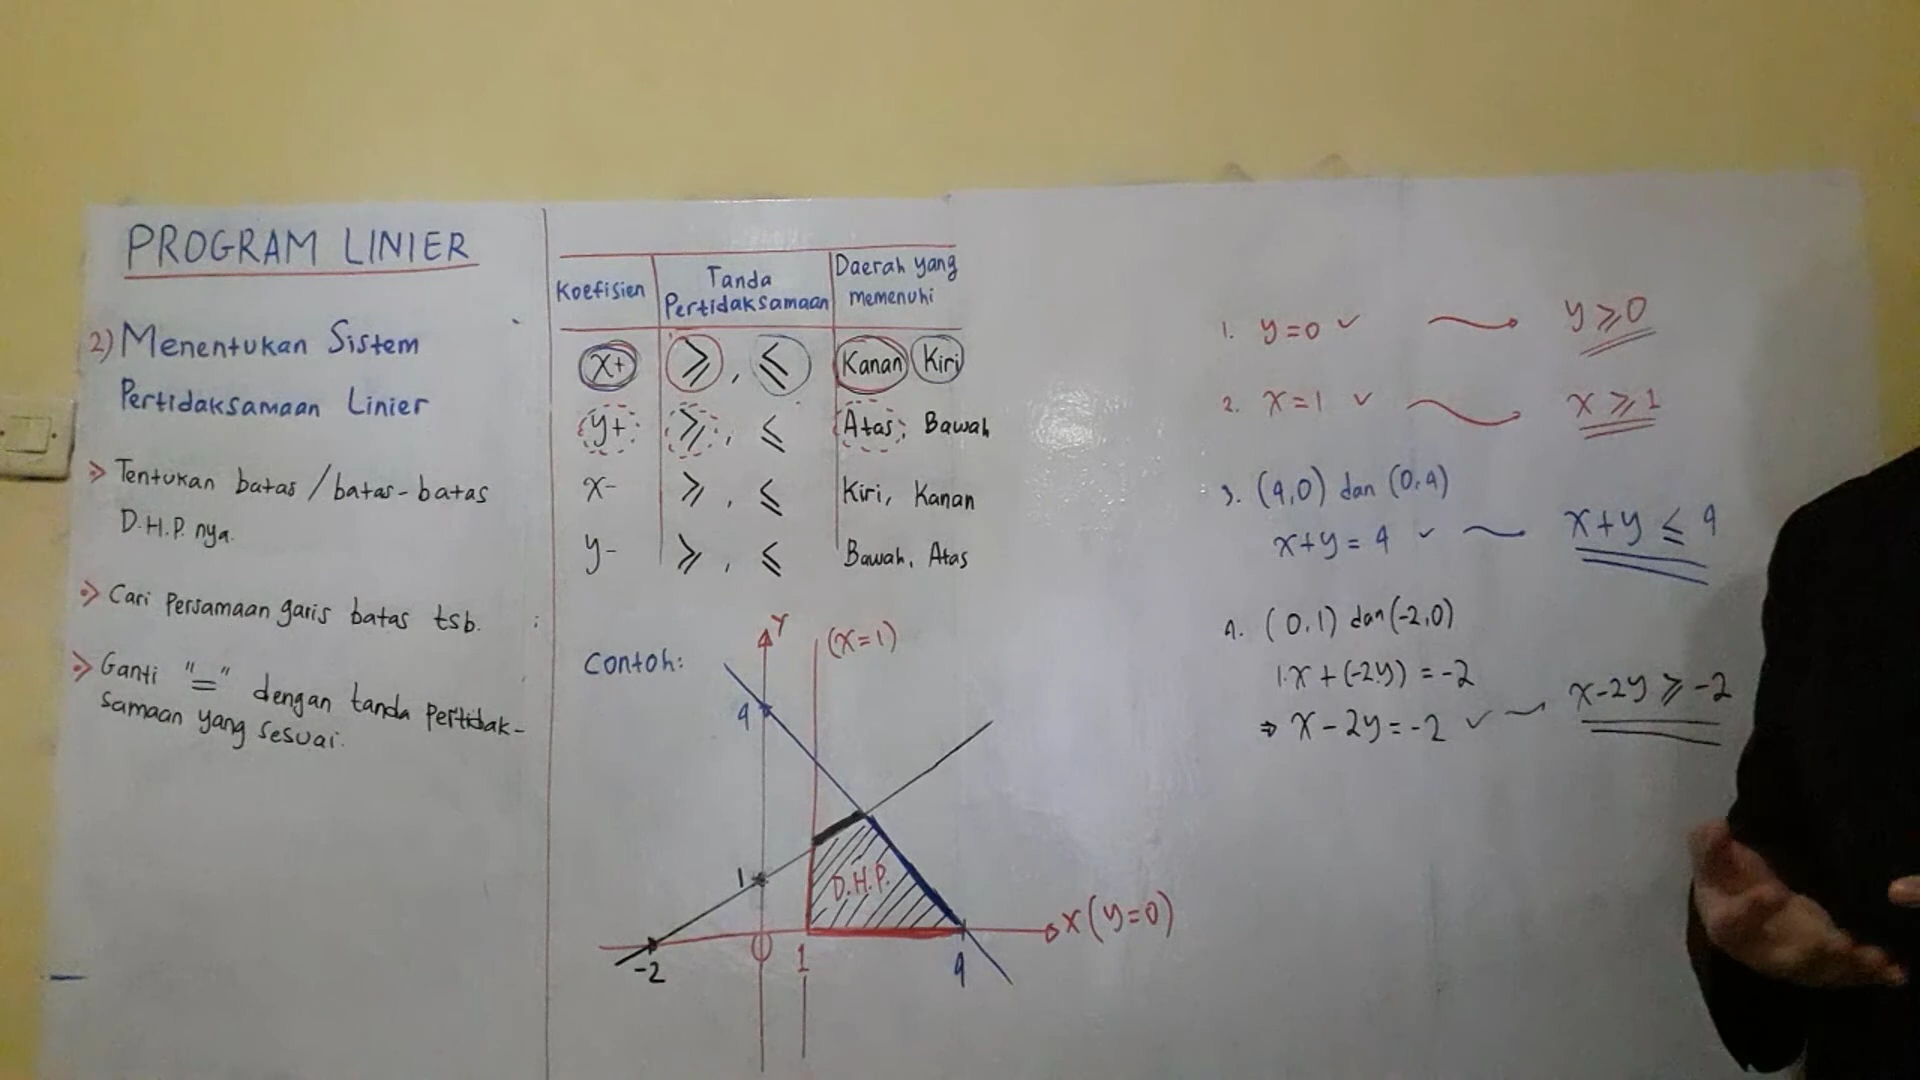 PROGRAM LINIER
2) Menentukan Sistem
Pertidaksamaan Linier
> Tentukan batas / batas-batas
D.H.P. nya.
> Cari Persamaan garis batas tsb.
> Ganti "=" dengan tanda Pertidak-
samaan yang sesuai.
Koefisien
Tanda
Pertidaksamaan
Daerah yang
memenuhi
x+ ⩾ , ⩽ Kanan Kiri
y+ ⩾ , ⩽ Atas, Bawah
x- ⩾ , ⩽ Kiri, Kanan
y- ⩾ , ⩽ Bawah, Atas
Contoh:
Y
(x=1)
4
1
D.H.P.
X (y=0)
-2
0
1
4
1. y=0 ✓ y⩾0
2. x=1 ✓ x⩾1
3. (4,0) dan (0,4)
x+y=4 ✓ x+y ≤ 4
4. (0,1) dan (-2,0)
1.x + (-2y) = -2
⇒ x-2y=-2 ✓ x-2y ⩾ -2